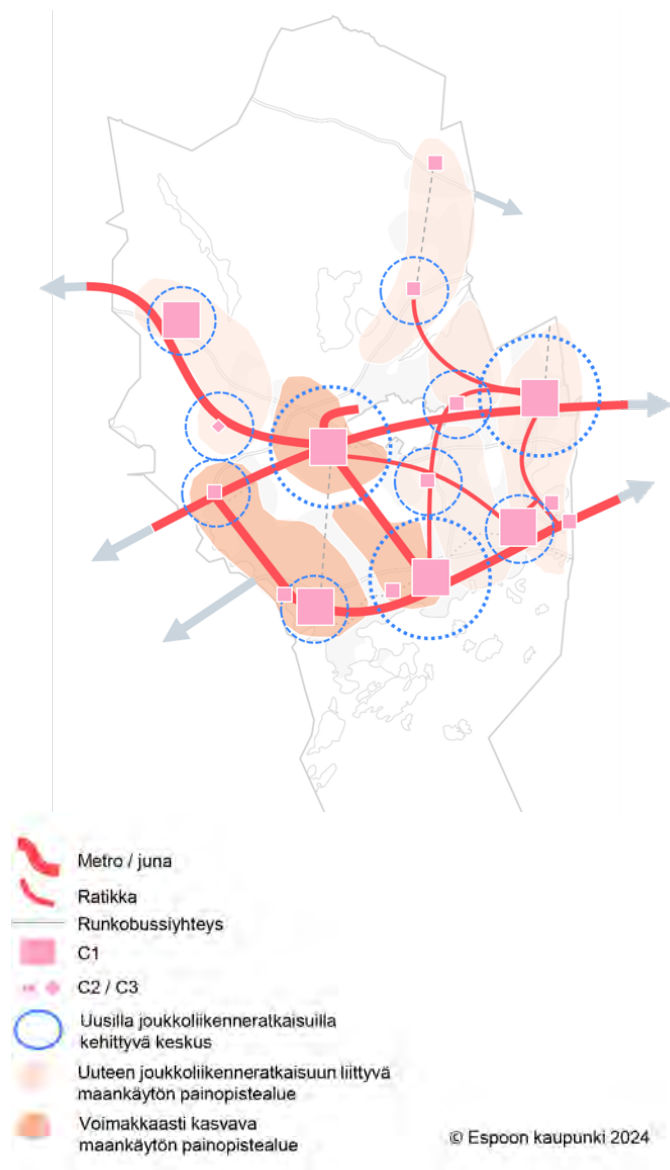 Metro / juna
Ratikka
Runkobussiyhteys
C1
C2 / C3
Uusilla joukkoliikenneratkaisuilla
kehittyvä keskus
Uuteen joukkoliikenneratkaisuun liittyvä
maankäytön painopistealue
Voimakkaasti kasvava
maankäytön painopistealue
© Espoon kaupunki 2024